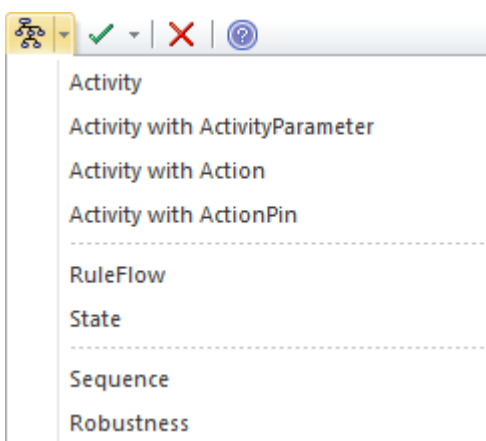 Activity
Activity with ActivityParameter
Activity with Action
Activity with ActionPin
RuleFlow
State
Sequence
Robustness